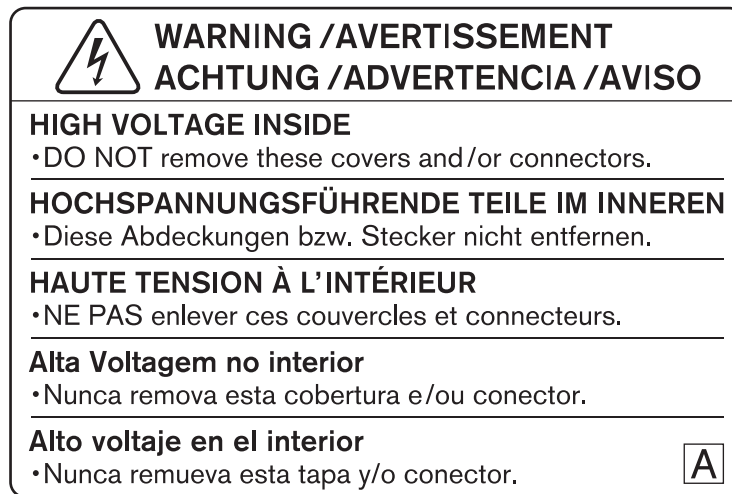 WARNING /AVERTISSEMENT
ACHTUNG /ADVERTENCIA /AVISO
HIGH VOLTAGE INSIDE
•DO NOT remove these covers and/or connectors.
HOCHSPANNUNGSFÜHRENDE TEILE IM INNEREN
•Diese Abdeckungen bzw. Stecker nicht entfernen.
HAUTE TENSION À L'INTÉRIEUR
•NE PAS enlever ces couvercles et connecteurs.
Alta Voltagem no interior
•Nunca remova esta cobertura e/ou conector.
Alto voltaje en el interior
•Nunca remueva esta tapa y/o conector.
A